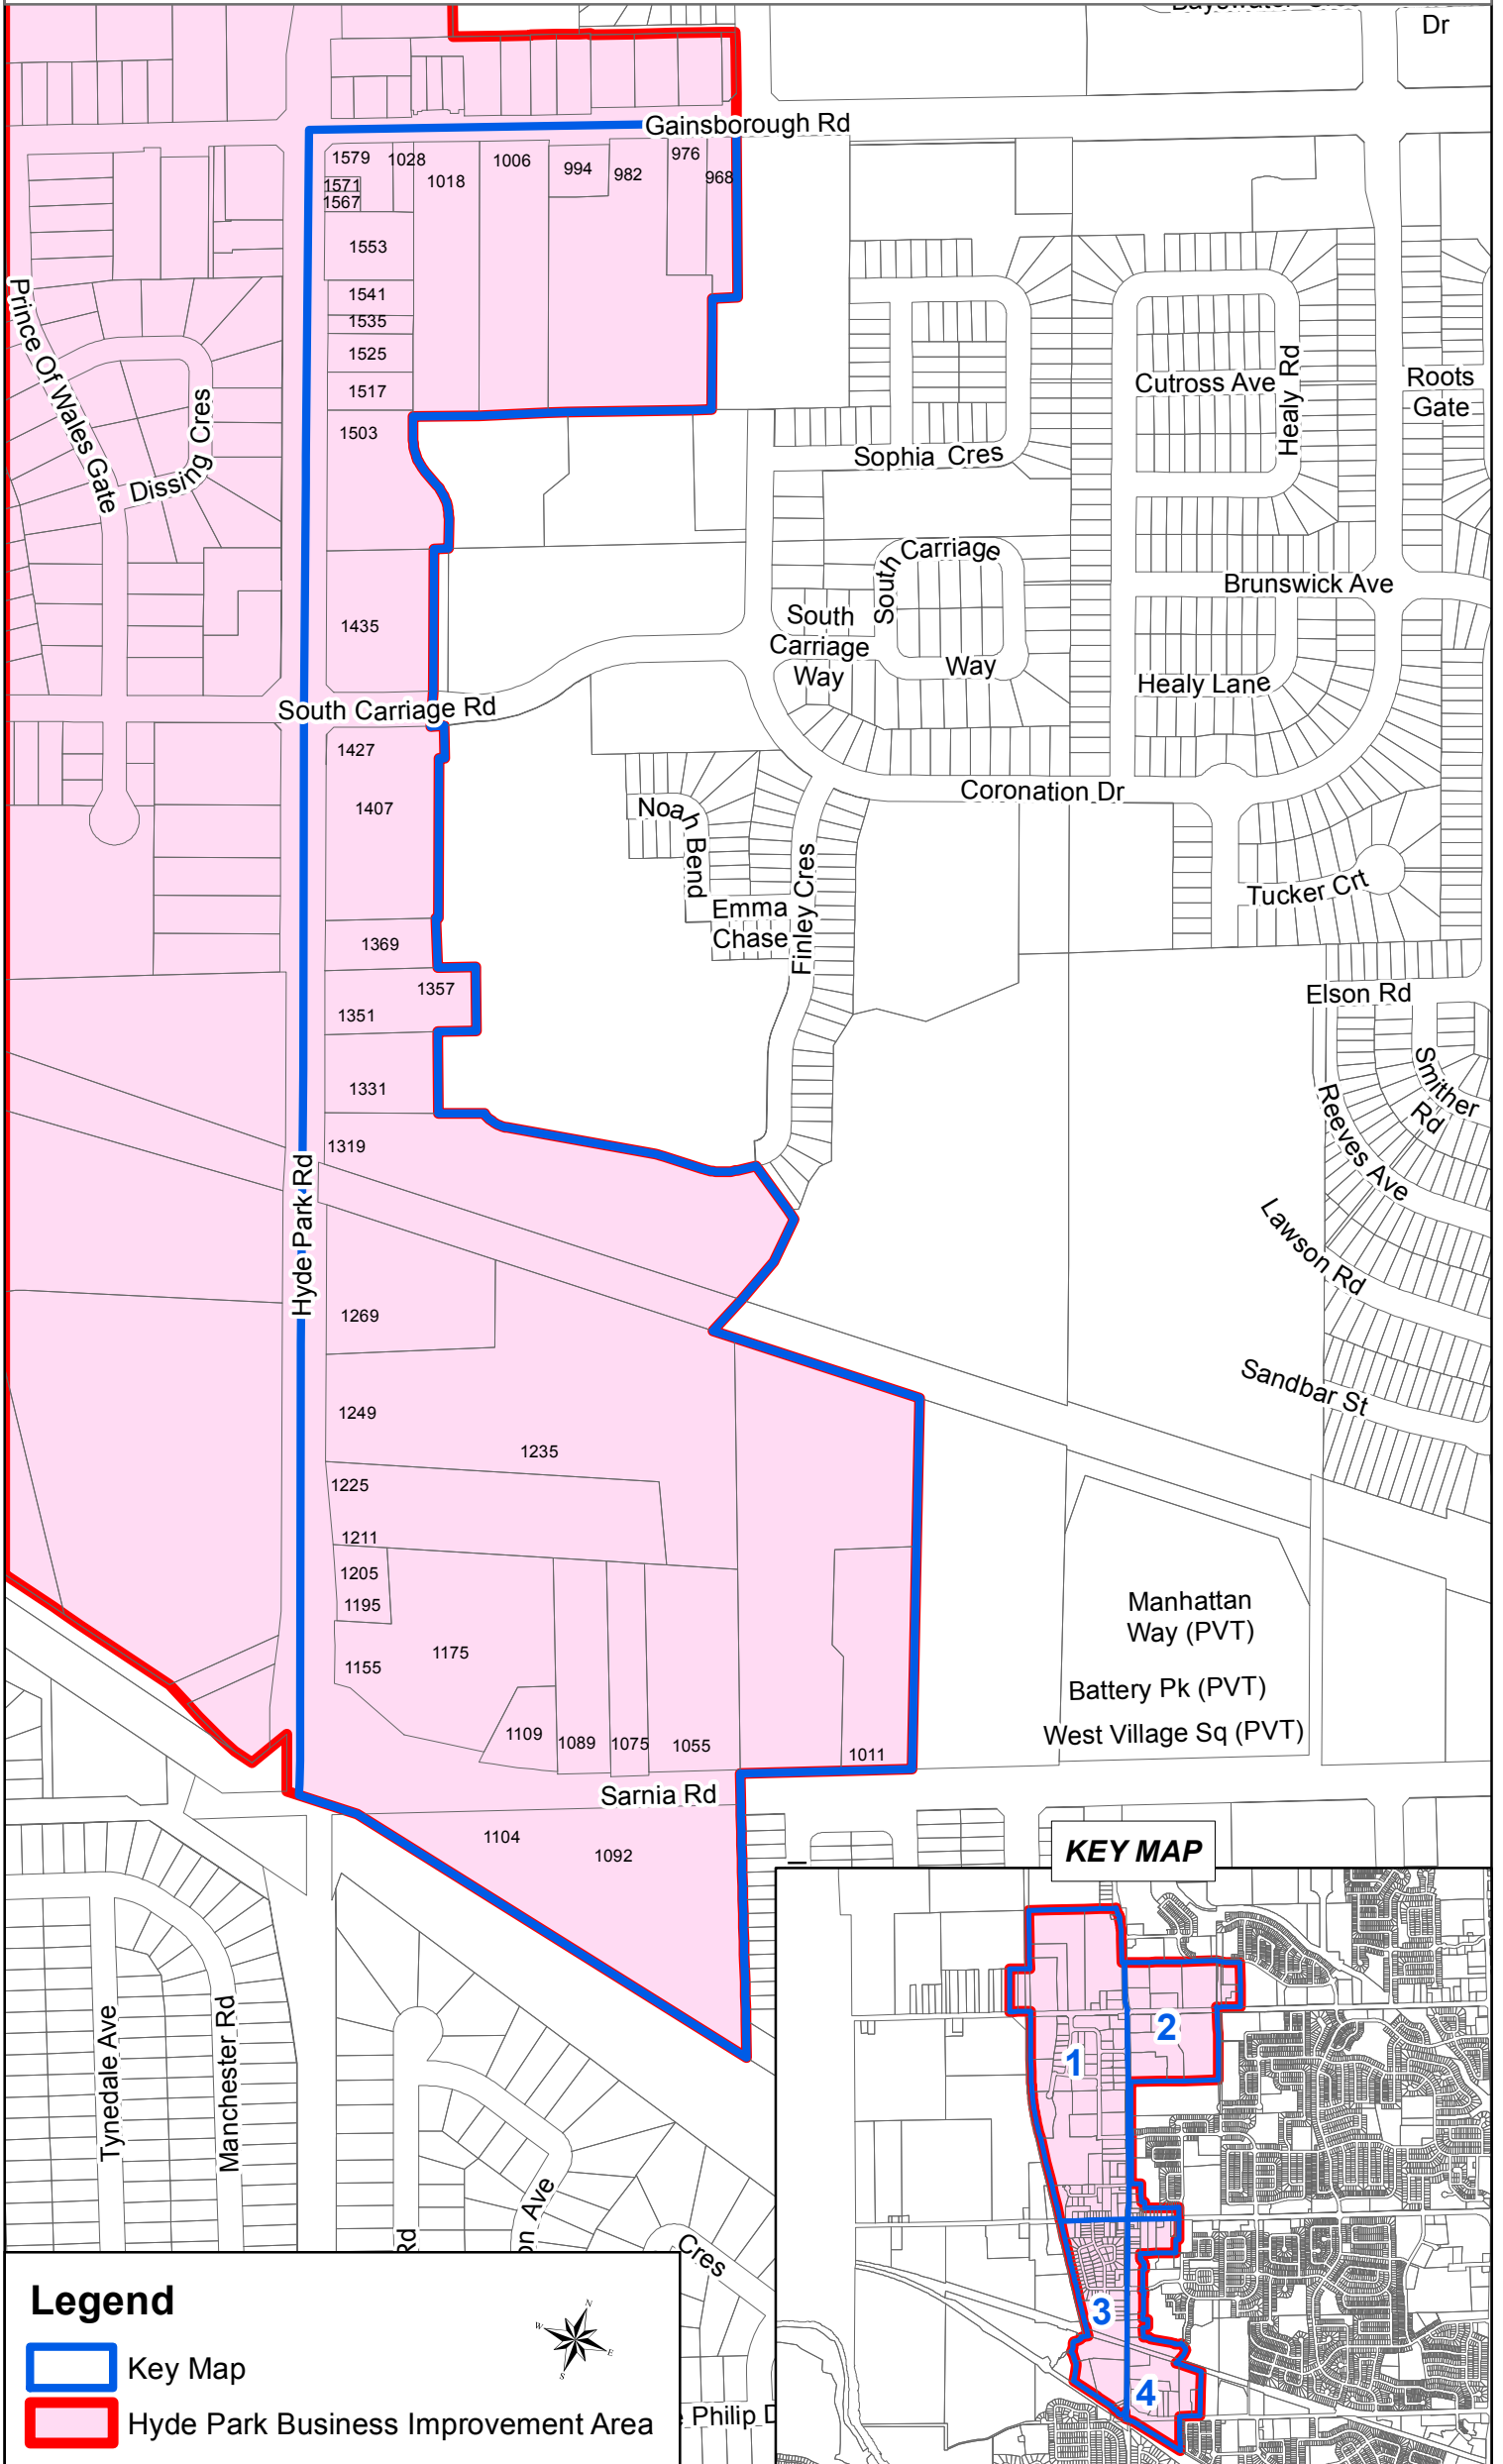 Dr
Gainsborough Rd
1579
1028
1018
1006
994
982
976
968
1571
1567
1553
1541
1535
1525
1517
1503
1435
Prince Of Wales Gate
Dissing Cres
Cutross Ave
Healy Rd
Roots
Gate
Sophia Cres
South Carriage
Way
South
Carriage
Way
Brunswick Ave
Healy Lane
South Carriage Rd
1427
1407
Coronation Dr
Noah Bend
Emma
Chase
Finley Cres
Tucker Crt
1369
1357
1351
1331
1319
Elson Rd
Smither
Rd
Reeves Ave
Lawson Rd
Sandbar St
Hyde Park Rd
1269
1249
1235
1225
1211
1205
1195
1175
1155
1109
1089
1075
1055
1011
Manhattan
Way (PVT)
Battery Pk (PVT)
West Village Sq (PVT)
Sarnia Rd
1104
1092
KEY MAP
1
2
3
4
Tynedale Ave
Manchester Rd
Rd
on Ave
Cres
Philip D
Legend
N
W
E
S
Key Map
Hyde Park Business Improvement Area